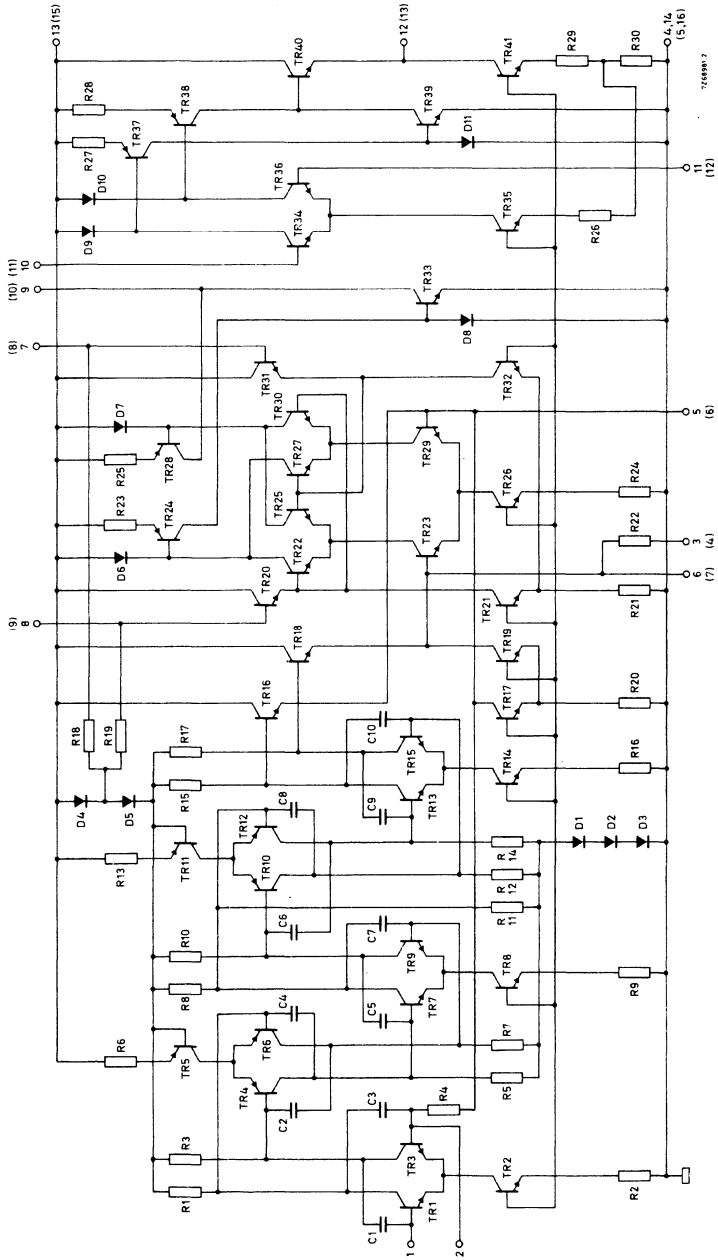 13 (15)
R28
TR40
12 (13)
TR41
R29
R30
4,14
(5,16)
7Z68981.2
R27
TR38
TR37
TR39
D11
D10
D9
TR36
TR34
TR35
R26
11
(12)
(11) 10
(10) 9
TR33
D8
(8) 7
TR31
TR32
D7
R25
TR28
TR30
TR27
TR29
5
(6)
R23
TR24
D6
TR25
TR22
TR23
TR26
R24
R22
3
(4)
6
(7)
(9) 8
TR20
TR21
R21
TR18
TR19
R18
R19
TR16
TR17
R20
D4
D5
R17
R15
C10
C9
TR15
TR13
TR14
R16
R13
TR11
TR12
TR10
C8
C6
R
14
R
12
R
11
D1
D2
D3
R10
R8
C7
C5
TR9
TR7
TR8
R9
R6
TR5
TR6
TR4
C4
C2
R7
R5
R3
R1
C3
C1
R4
TR3
TR1
TR2
R2
1
2